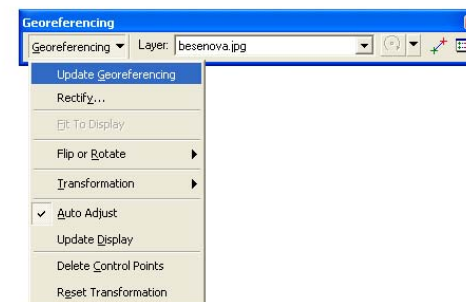 Georeferencing
Georeferencing Layer: besenova.jpg
Update Georeferencing
Rectify...
Fit To Display
Flip or Rotate
Transformation
Auto Adjust
Update Display
Delete Control Points
Reset Transformation